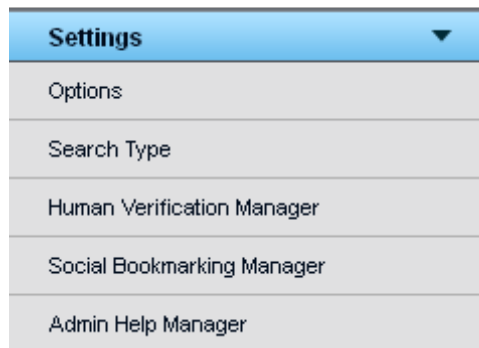 Settings
Options
Search Type
Human Verification Manager
Social Bookmarking Manager
Admin Help Manager